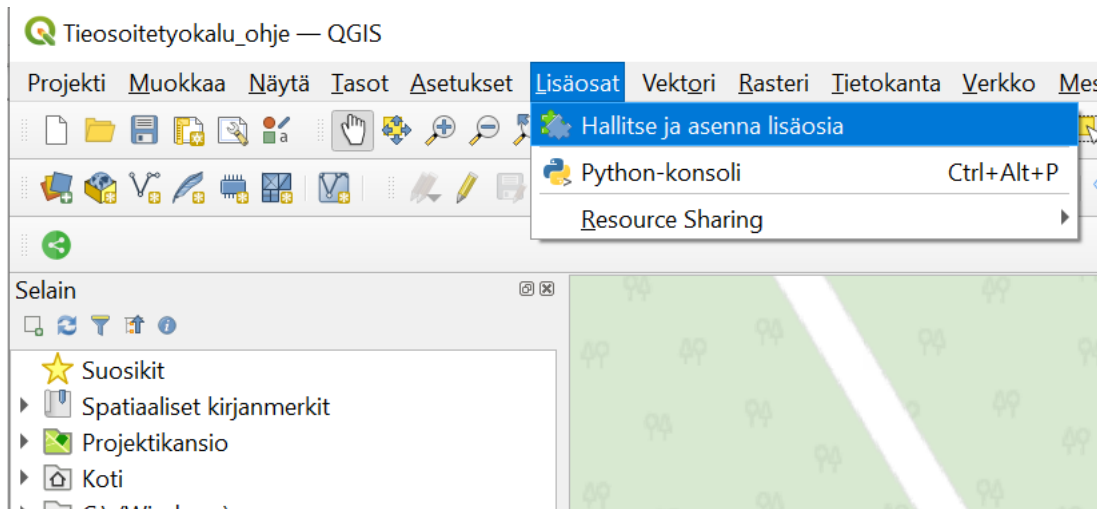 Tieosoitetyokalu_ohje — QGIS
Projekti Muokkaa Näytä Tasot Asetukset Lisäosat Vektori Rasteri Tietokanta Verkko Mes
Hallitse ja asenna lisäosia
Python-konsoli Ctrl+Alt+P
Resource Sharing
Selain
Suosikit
Spatiaaliset kirjanmerkit
Projektikansio
Koti